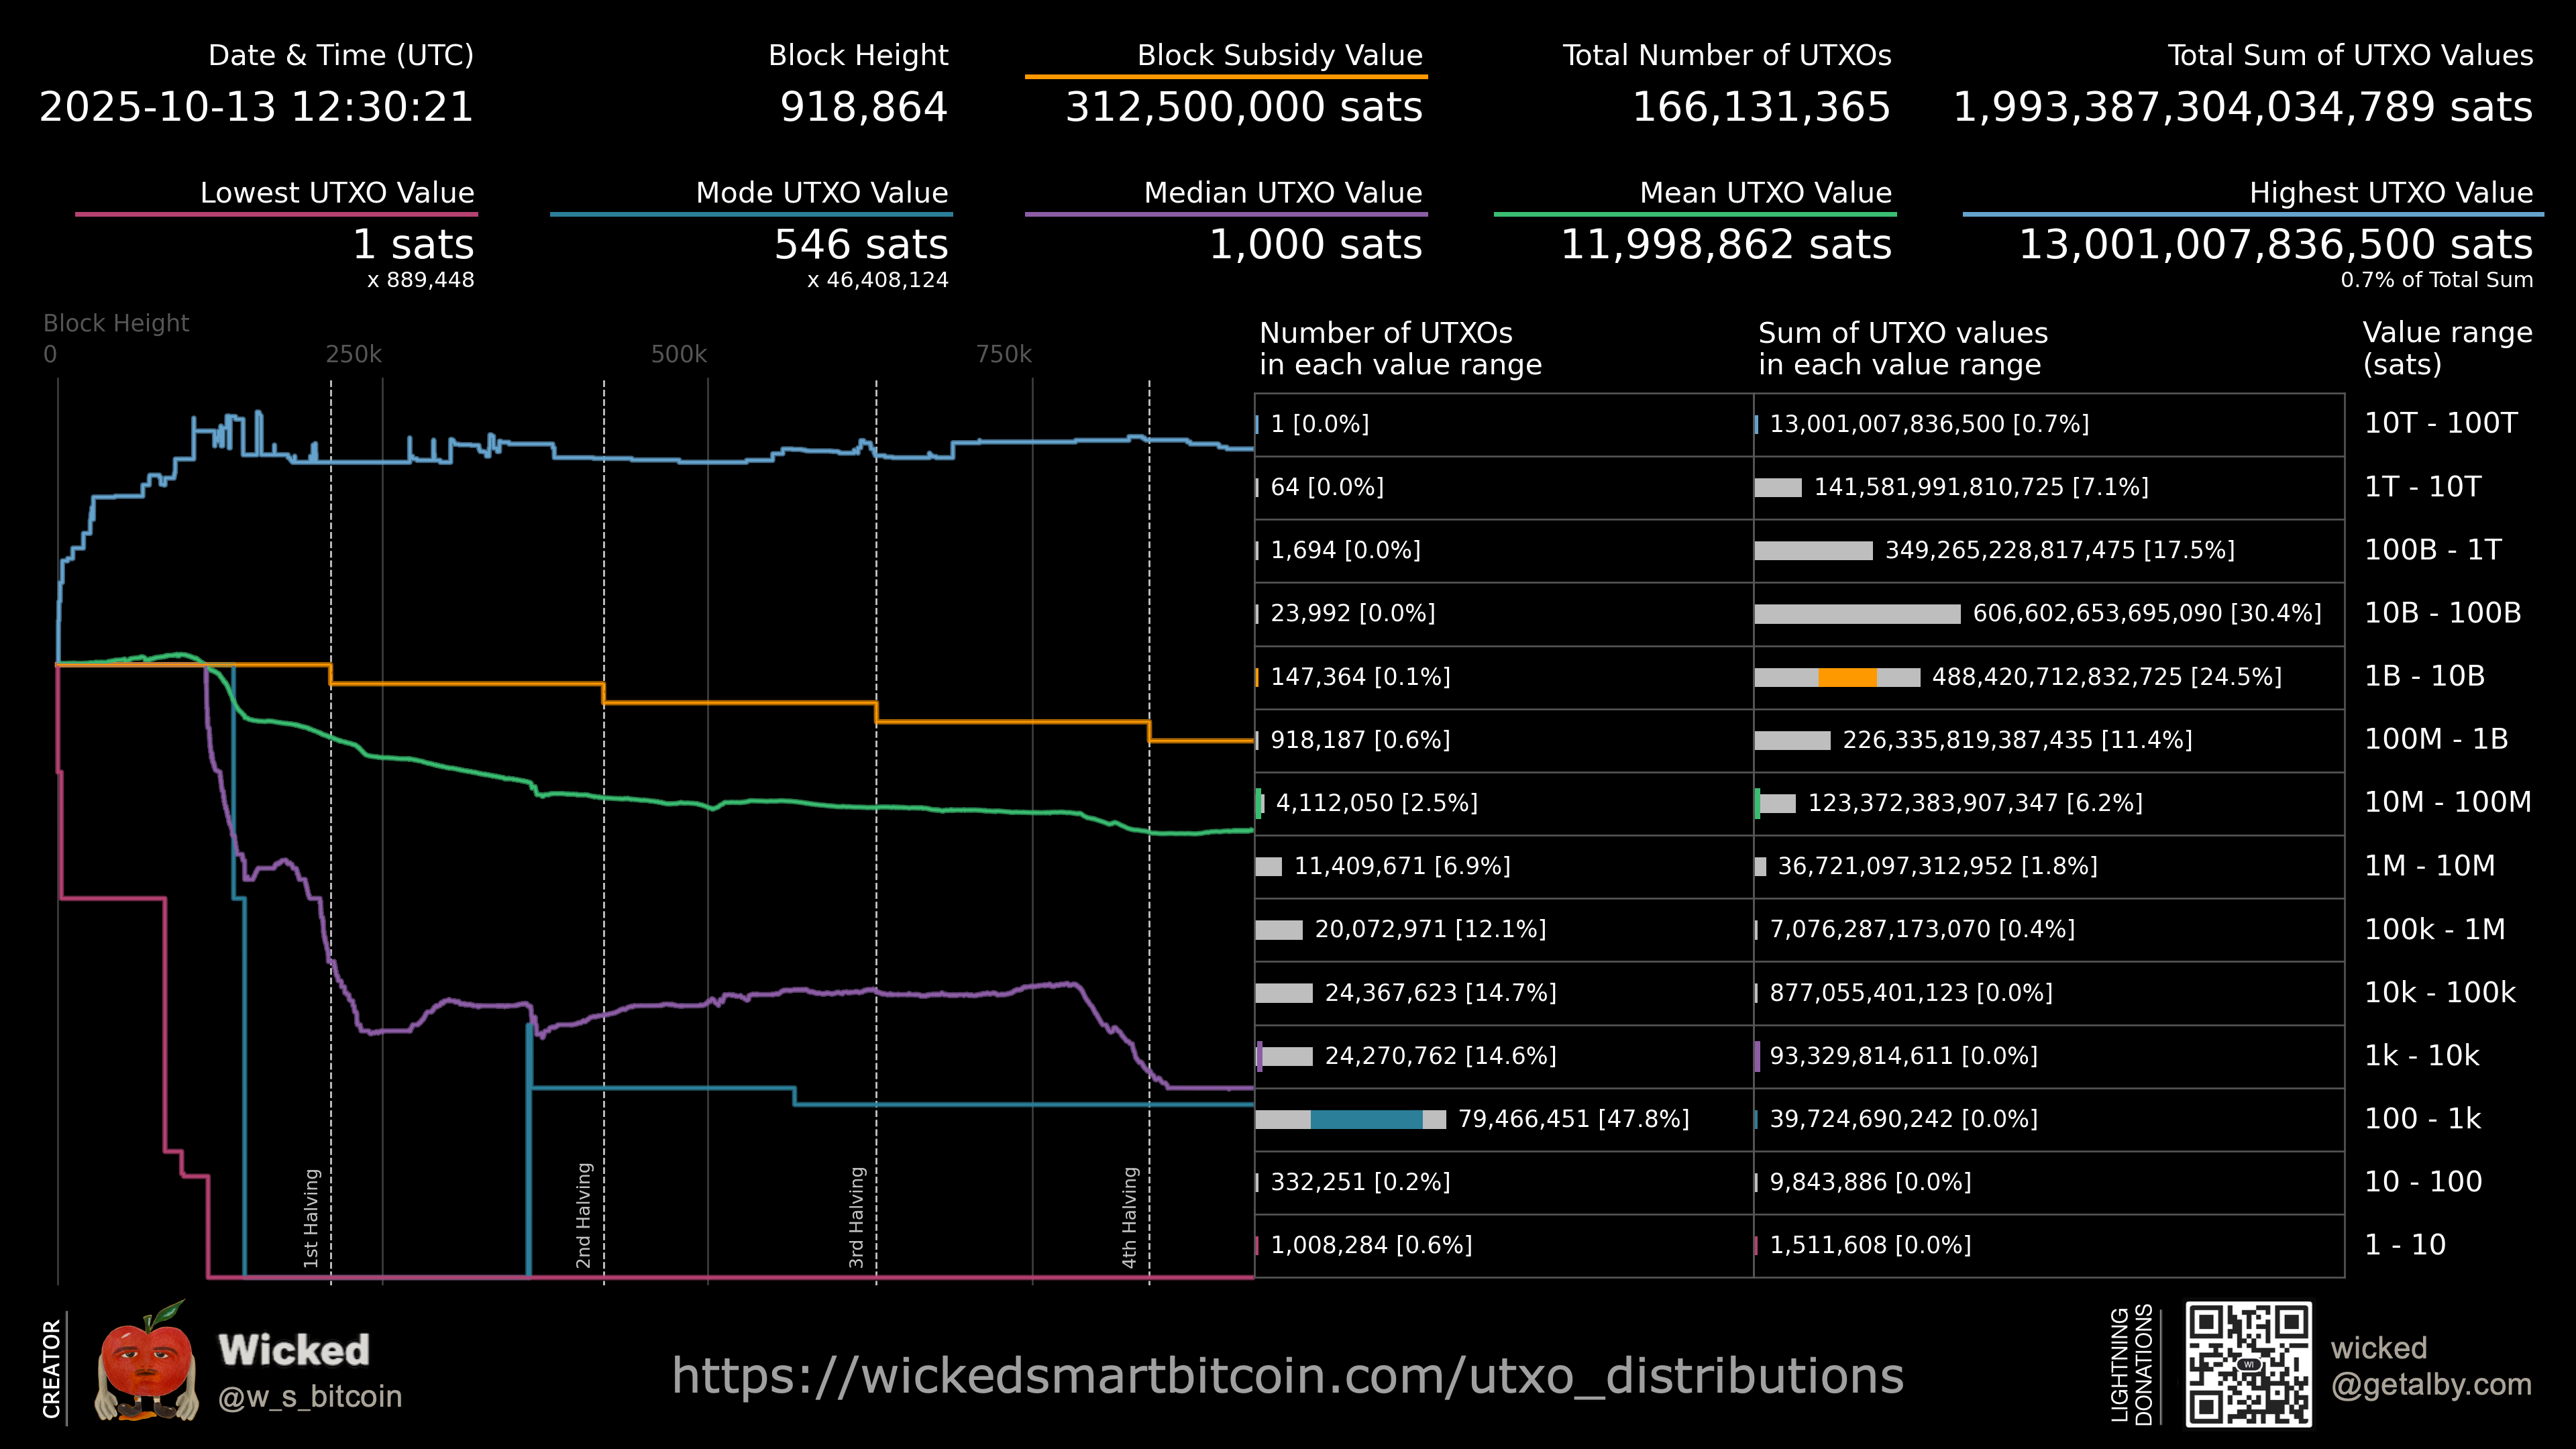 Date & Time (UTC)
2025-10-13 12:30:21
Block Height
918,864
Block Subsidy Value
312,500,000 sats
Total Number of UTXOs
166,131,365
Total Sum of UTXO Values
1,993,387,304,034,789 sats
Lowest UTXO Value
1 sats
x 889,448
Mode UTXO Value
546 sats
x 46,408,124
Median UTXO Value
1,000 sats
Mean UTXO Value
11,998,862 sats
Highest UTXO Value
13,001,007,836,500 sats
0.7% of Total Sum
Block Height
0 250k 500k 750k
1st Halving
2nd Halving
3rd Halving
4th Halving
Number of UTXOs
in each value range
Sum of UTXO values
in each value range
Value range
(sats)
1 [0.0%] 13,001,007,836,500 [0.7%] 10T - 100T
64 [0.0%] 141,581,991,810,725 [7.1%] 1T - 10T
1,694 [0.0%] 349,265,228,817,475 [17.5%] 100B - 1T
23,992 [0.0%] 606,602,653,695,090 [30.4%] 10B - 100B
147,364 [0.1%] 488,420,712,832,725 [24.5%] 1B - 10B
918,187 [0.6%] 226,335,819,387,435 [11.4%] 100M - 1B
4,112,050 [2.5%] 123,372,383,907,347 [6.2%] 10M - 100M
11,409,671 [6.9%] 36,721,097,312,952 [1.8%] 1M - 10M
20,072,971 [12.1%] 7,076,287,173,070 [0.4%] 100k - 1M
24,367,623 [14.7%] 877,055,401,123 [0.0%] 10k - 100k
24,270,762 [14.6%] 93,329,814,611 [0.0%] 1k - 10k
79,466,451 [47.8%] 39,724,690,242 [0.0%] 100 - 1k
332,251 [0.2%] 9,843,886 [0.0%] 10 - 100
1,008,284 [0.6%] 1,511,608 [0.0%] 1 - 10
CREATOR
Wicked
@w_s_bitcoin
https://wickedsmartbitcoin.com/utxo_distributions
LIGHTNING
DONATIONS
WI
wicked
@getalby.com